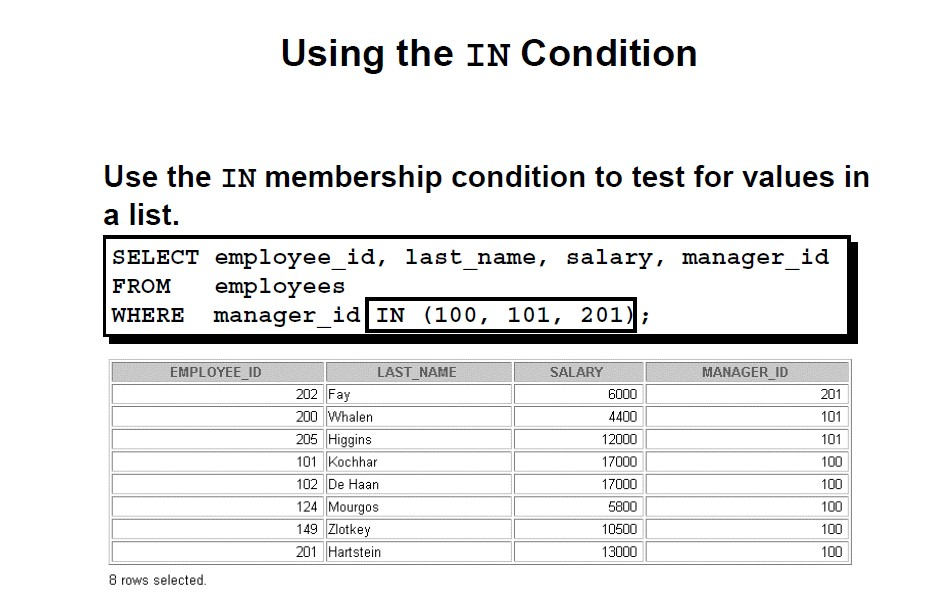 Using the IN Condition
Use the IN membership condition to test for values in
a list.
SELECT employee_id, last_name, salary, manager_id
FROM employees
WHERE manager_id IN (100, 101, 201);
EMPLOYEE_ID LAST_NAME SALARY MANAGER_ID
202 Fay 6000 201
200 Whalen 4400 101
205 Higgins 12000 101
101 Kochhar 17000 100
102 De Haan 17000 100
124 Mourgos 5800 100
149 Zlotkey 10500 100
201 Hartstein 13000 100
8 rows selected.